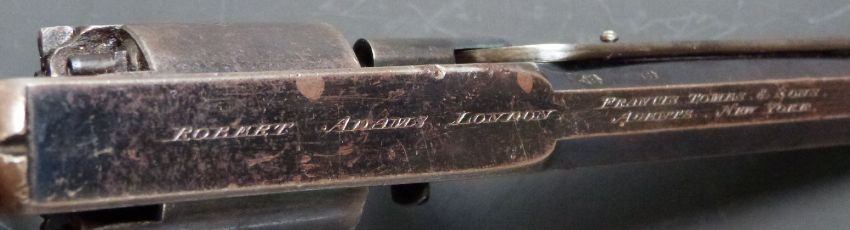 ROBERT ADAMS LONDON
FRANCIS TOMES & SONS.
AGENTS. NEW YORK.